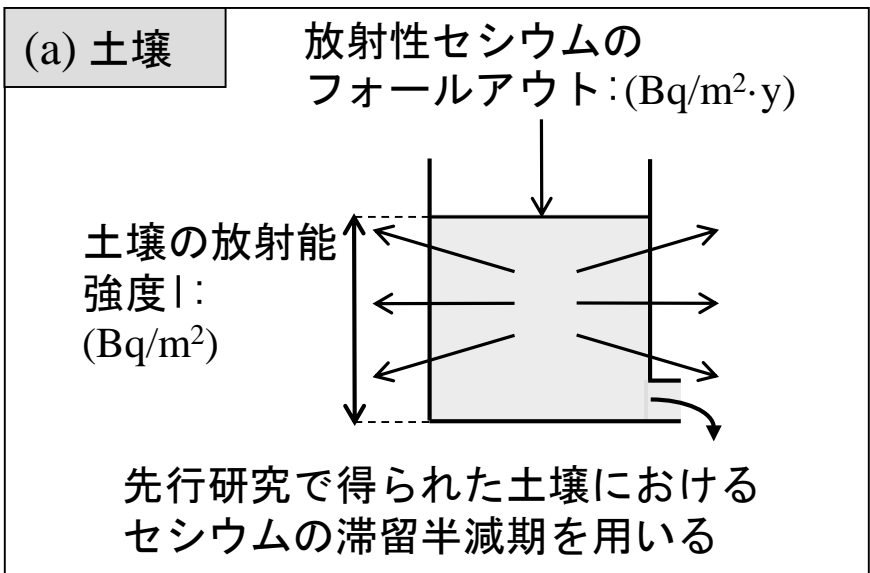 (a) 土壌
放射性セシウムの
フォールアウト:(Bq/m²·y)
土壌の放射能
強度I:
(Bq/m²)
先行研究で得られた土壌における
セシウムの滞留半減期を用いる